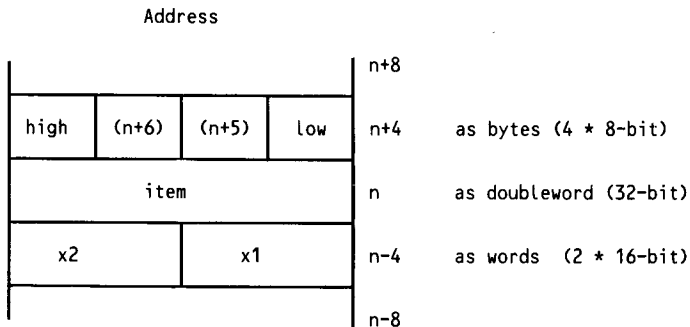 Address
n+8
high (n+6) (n+5) low n+4 as bytes (4 * 8-bit)
item n as doubleword (32-bit)
x2 x1 n-4 as words (2 * 16-bit)
n-8